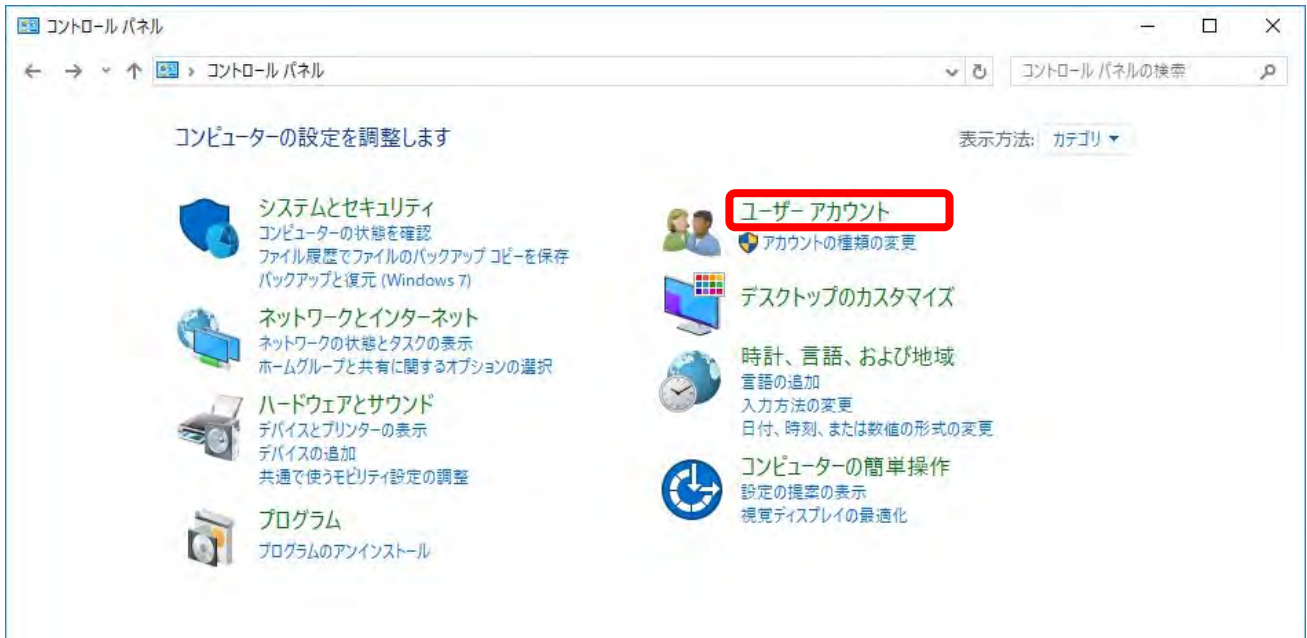 コントロール パネル
コントロール パネル
コントロール パネルの検索
コンピューターの設定を調整します
表示方法: カテゴリ
システムとセキュリティ
コンピューターの状態を確認
ファイル履歴でファイルのバックアップ コピーを保存
バックアップと復元 (Windows 7)
ネットワークとインターネット
ネットワークの状態とタスクの表示
ホームグループと共有に関するオプションの選択
ハードウェアとサウンド
デバイスとプリンターの表示
デバイスの追加
共通で使うモビリティ設定の調整
プログラム
プログラムのアンインストール
ユーザー アカウント
アカウントの種類の変更
デスクトップのカスタマイズ
時計、言語、および地域
言語の追加
入力方法の変更
日付、時刻、または数値の形式の変更
コンピューターの簡単操作
設定の提案の表示
視覚ディスプレイの最適化